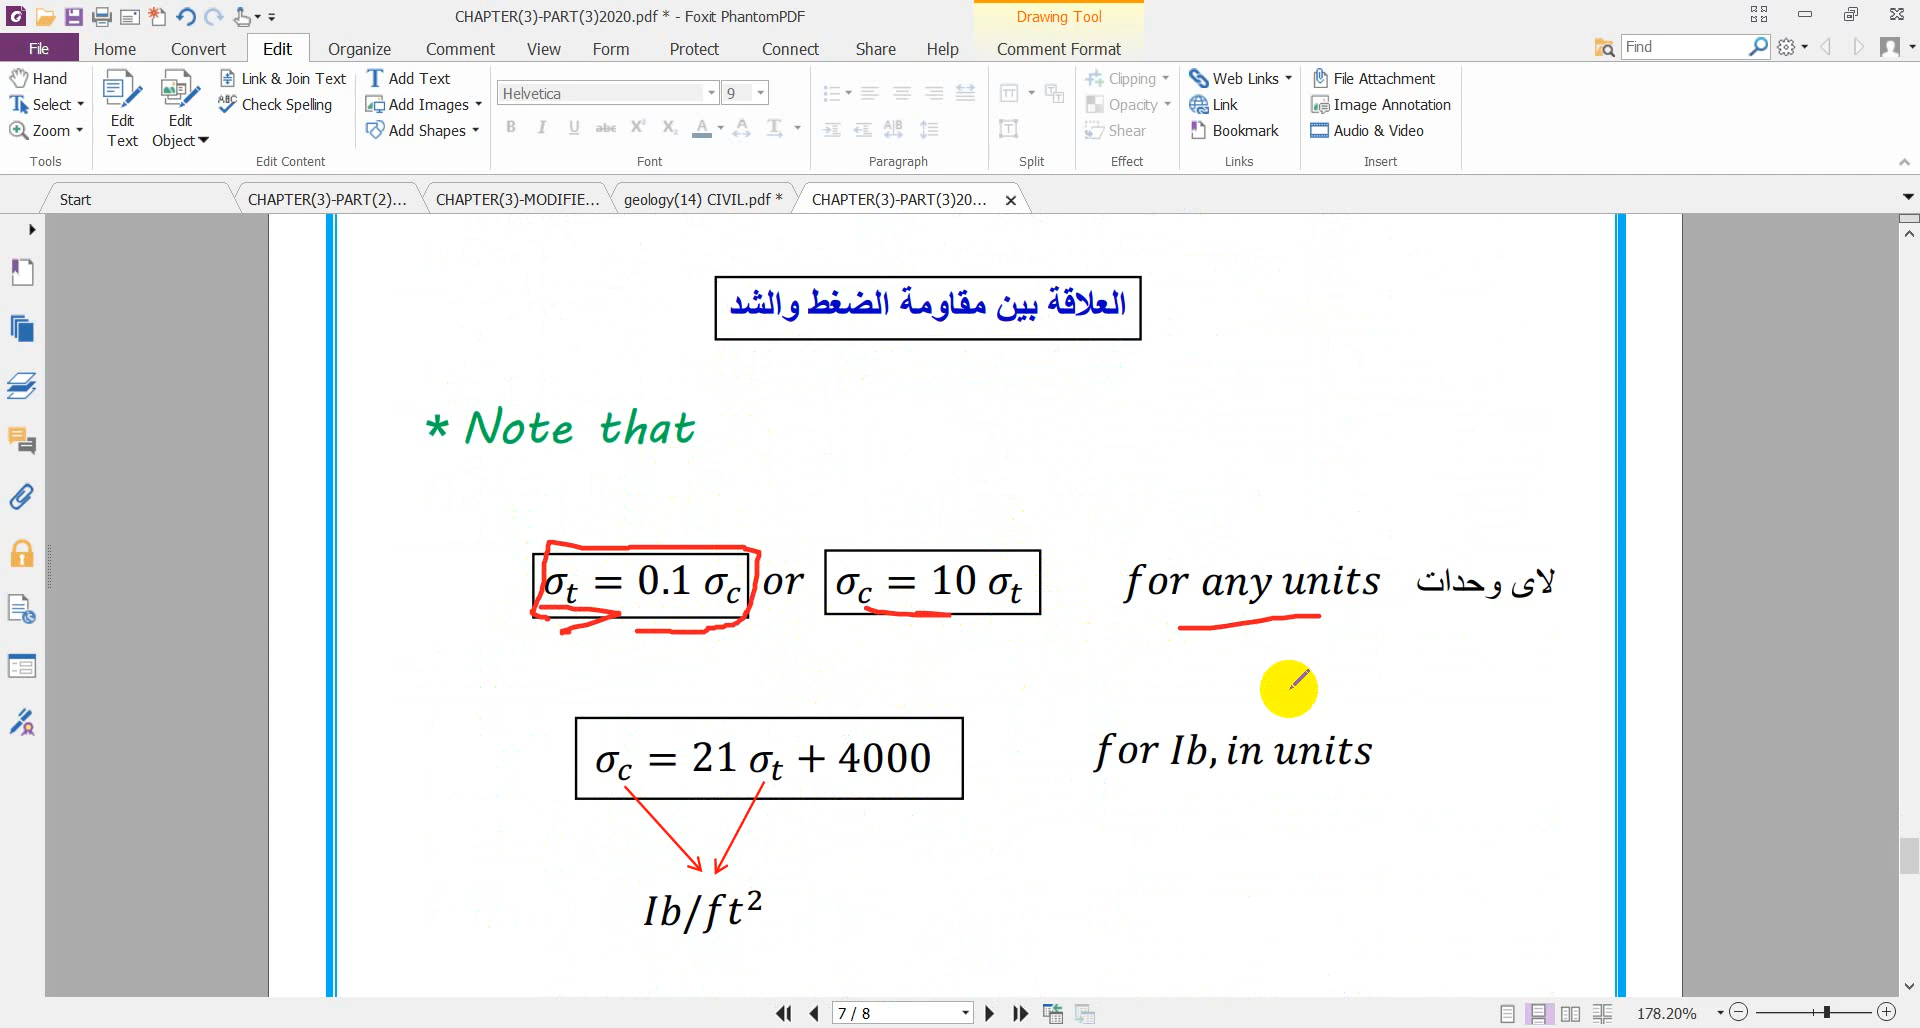 CHAPTER(3)-PART(3)2020.pdf * - Foxit PhantomPDF
Drawing Tool
File Home Convert Edit Organize Comment View Form Protect Connect Share Help Comment Format
Find
Hand
Select
Zoom
Tools
Edit Text
Edit Object
Link & Join Text
Check Spelling
Edit Content
Add Text
Add Images
Add Shapes
Helvetica 9
B I U abc X² X₂ A A T
Font
Paragraph
Split
Clipping
Opacity
Shear
Effect
Web Links
Link
Bookmark
Links
File Attachment
Image Annotation
Audio & Video
Insert
Start CHAPTER(3)-PART(2)... CHAPTER(3)-MODIFIE... geology(14) CIVIL.pdf * CHAPTER(3)-PART(3)20...
العلاقة بين مقاومة الضغط والشد
* Note that
σt = 0.1 σc or σc = 10 σt for any units لاى وحدات
σc = 21 σt + 4000 for Ib, in units
Ib/ft²
7 / 8
178.20%